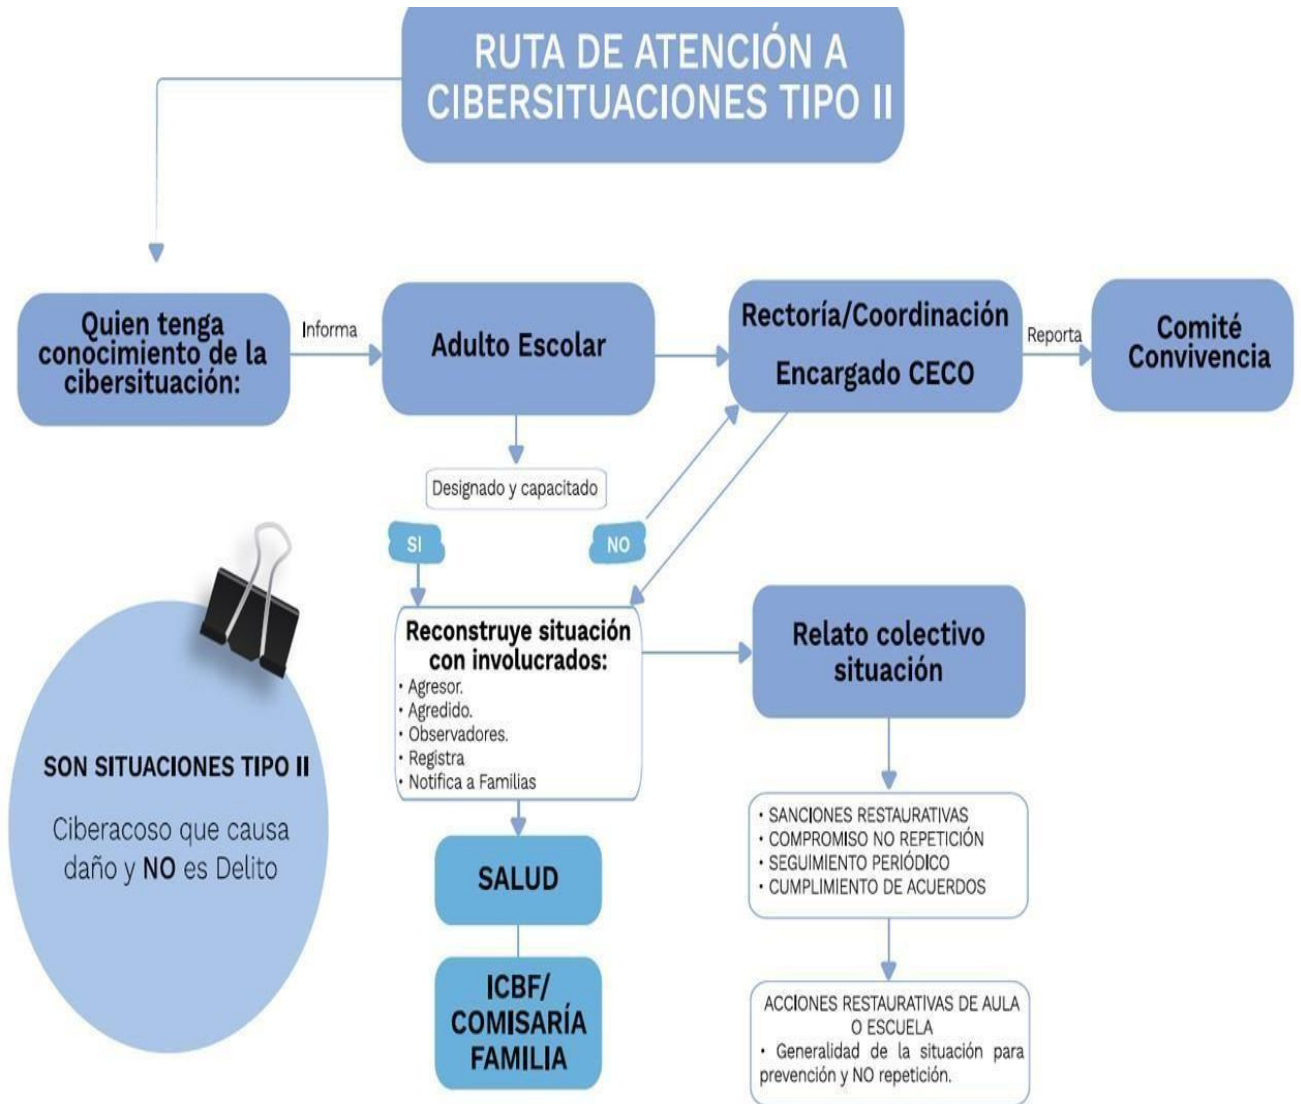 RUTA DE ATENCIÓN A
CIBERSITUACIONES TIPO II
Quien tenga
conocimiento de la
cibersituación:
Informa
Adulto Escolar
Rectoría/Coordinación
Encargado CECO
Reporta
Comité
Convivencia
Designado y capacitado
SI
NO
Reconstruye situación
con involucrados:
• Agresor.
• Agredido.
• Observadores.
• Registra
• Notifica a Familias
Relato colectivo
situación
SON SITUACIONES TIPO II
Ciberacoso que causa
daño y NO es Delito
SALUD
ICBF/
COMISARÍA
FAMILIA
• SANCIONES RESTAURATIVAS
• COMPROMISO NO REPETICIÓN
• SEGUIMIENTO PERIÓDICO
• CUMPLIMIENTO DE ACUERDOS
ACCIONES RESTAURATIVAS DE AULA
O ESCUELA
• Generalidad de la situación para
prevención y NO repetición.